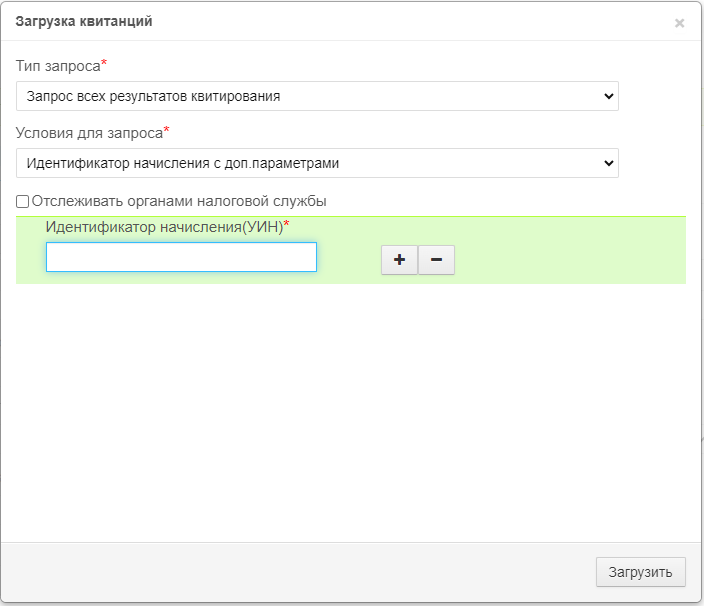 Загрузка квитанций
×
Тип запроса*
Запрос всех результатов квитирования
Условия для запроса*
Идентификатор начисления с доп.параметрами
Отслеживать органами налоговой службы
Идентификатор начисления(УИН)*
+ −
Загрузить